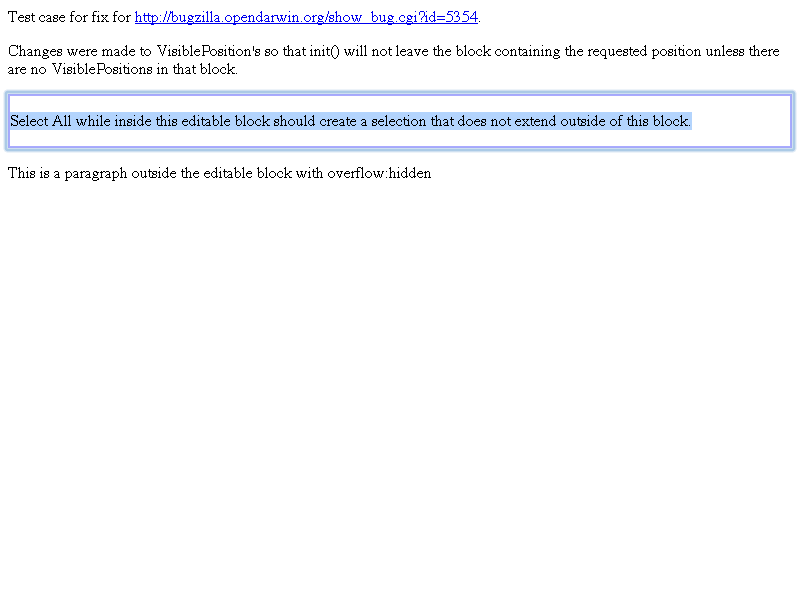 Test case for fix for http://bugzilla.opendarwin.org/show_bug.cgi?id=5354.
Changes were made to VisiblePosition's so that init() will not leave the block containing the requested position unless there
are no VisiblePositions in that block.
Select All while inside this editable block should create a selection that does not extend outside of this block.
This is a paragraph outside the editable block with overflow:hidden